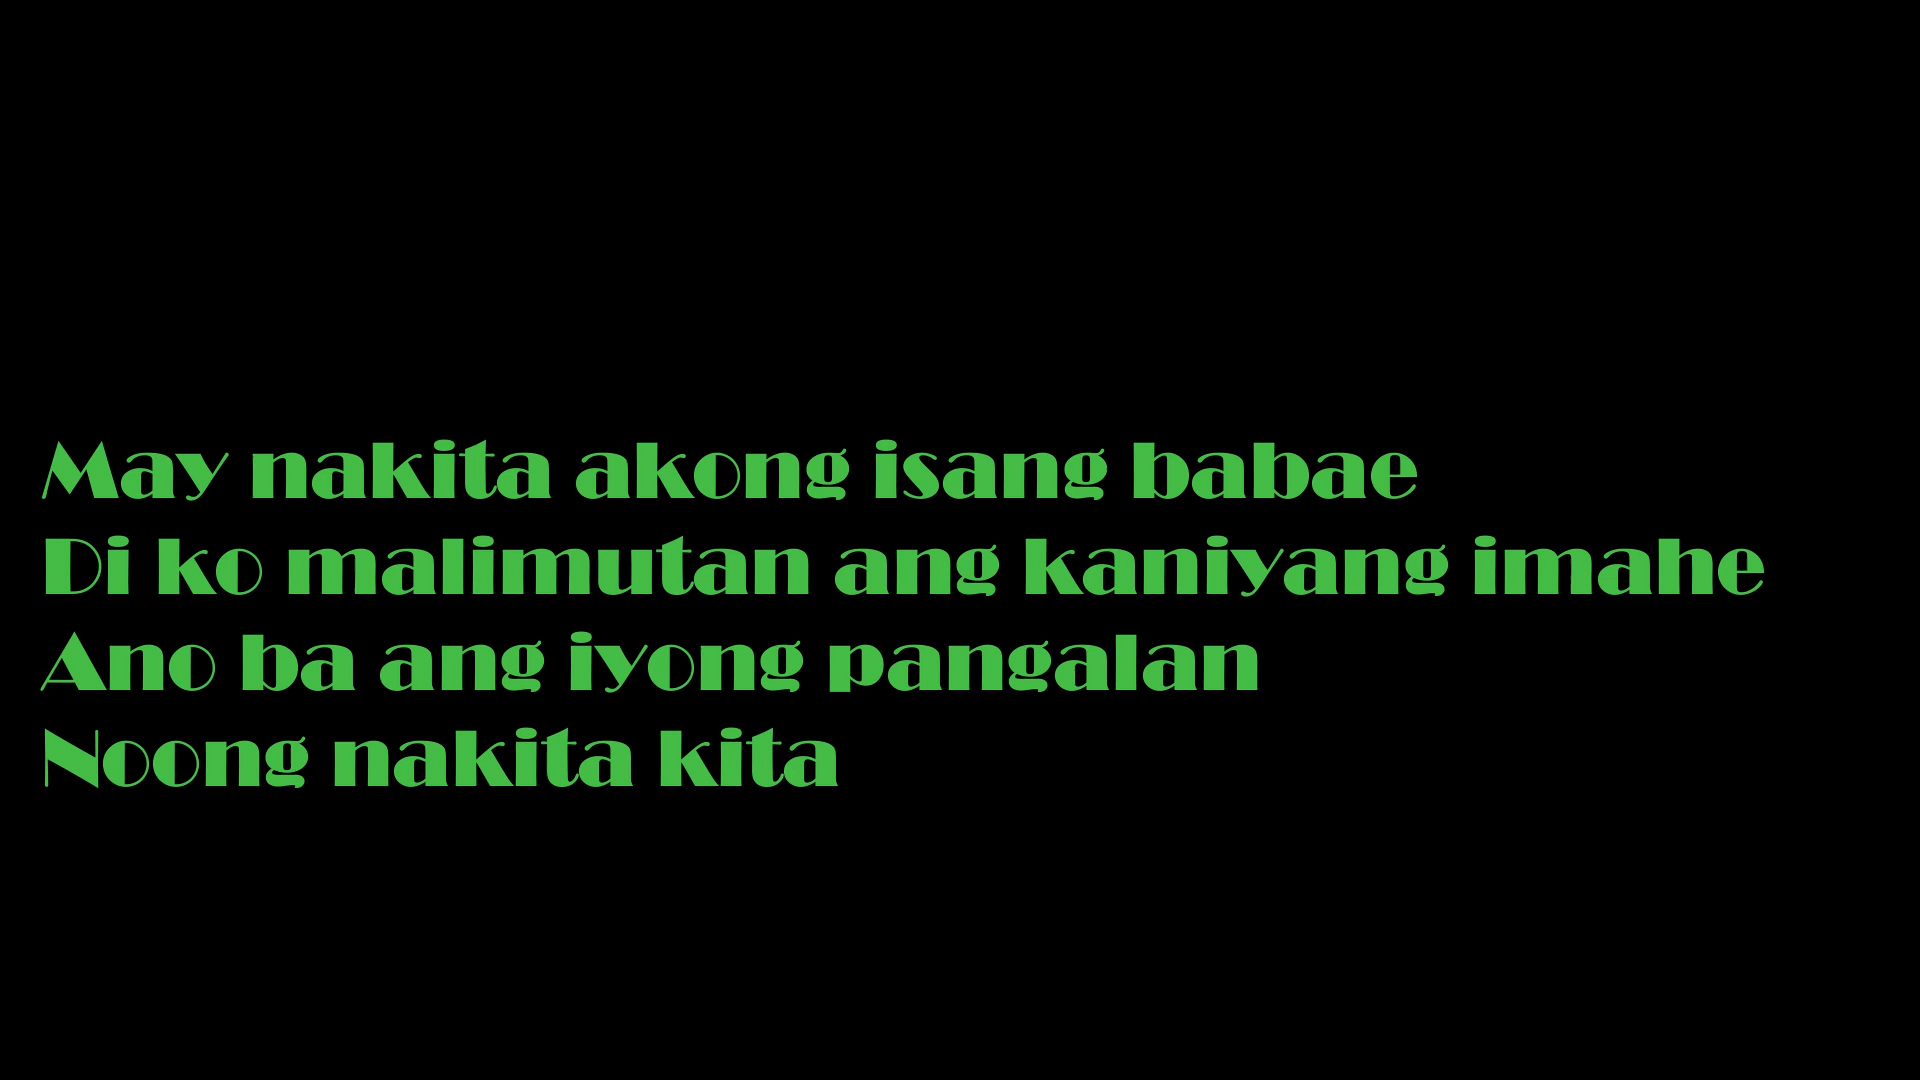 May nakita akong isang babae
Di ko malimutan ang kaniyang imahe
Ano ba ang iyong pangalan
Noong nakita kita